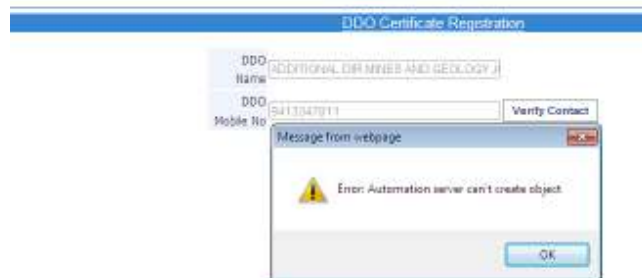 DDO Certificate Registration
DDO
Name
ADDITIONAL DIR MINES AND GEOLOGY
DDO
Mobile No
Verify Contact
Message from webpage
Error: Automation server can't create object
OK